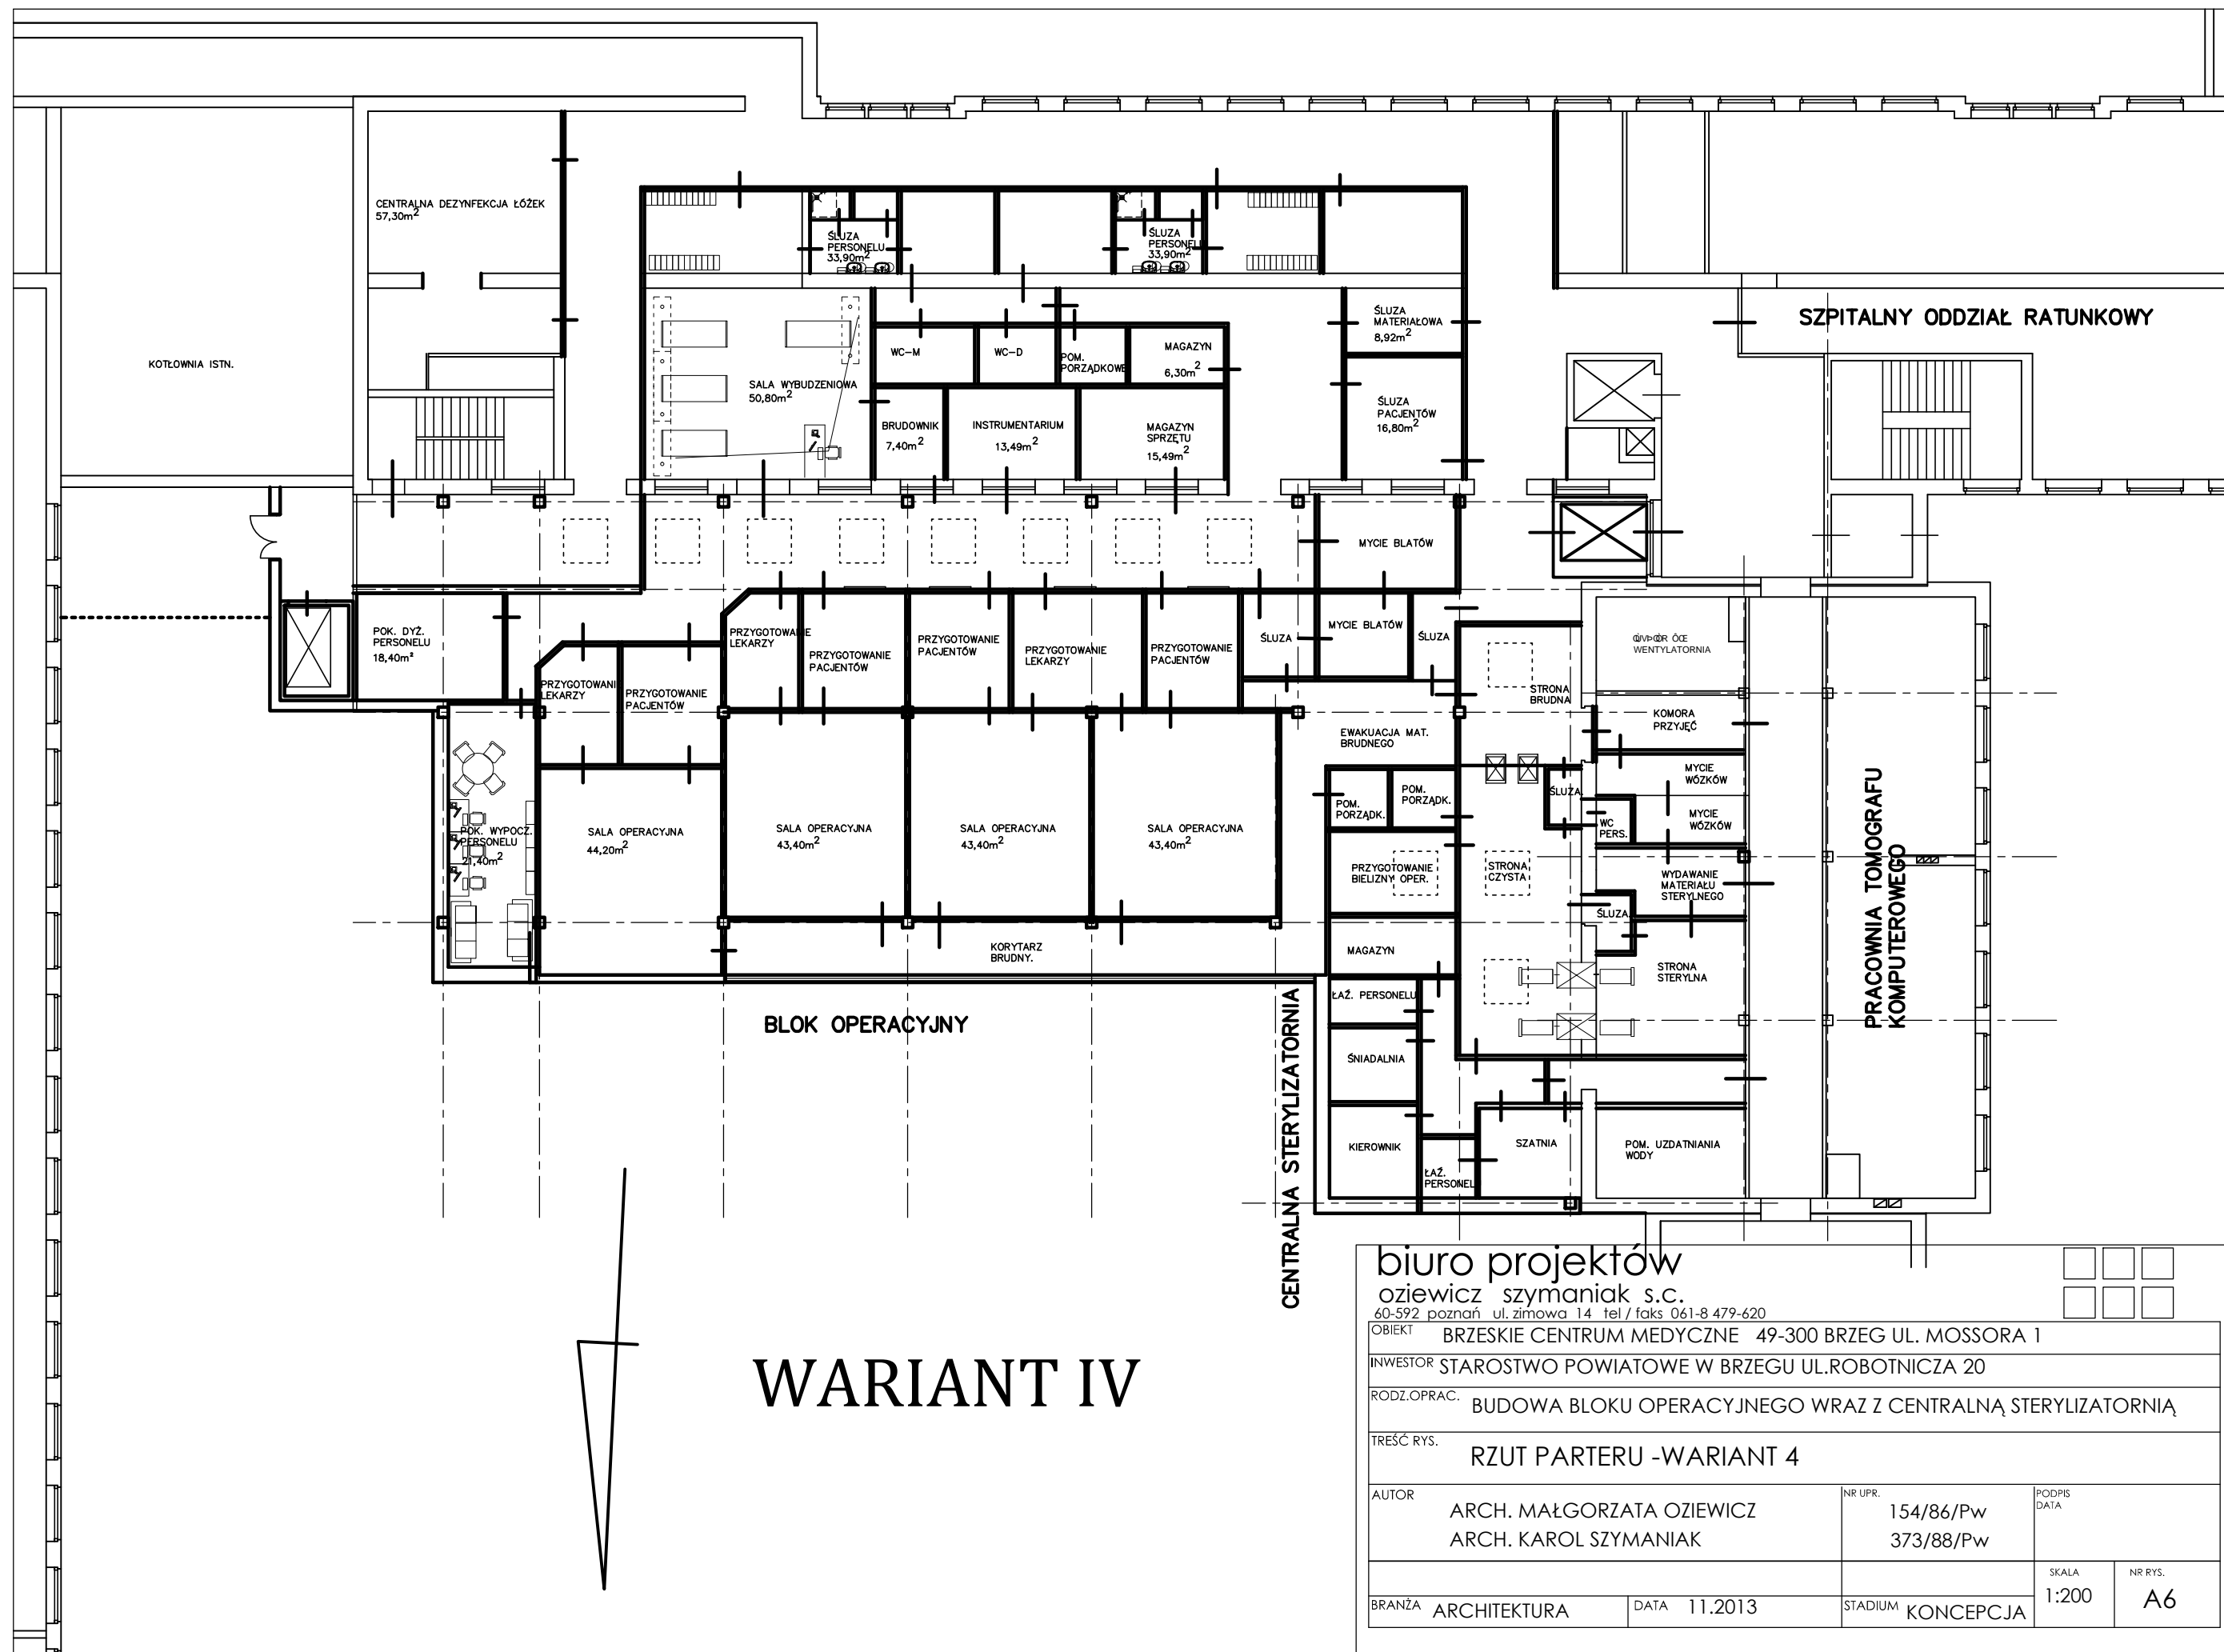 CENTRALNA DEZYNFEKCJA ŁÓŻEK
57,30m²
KOTŁOWNIA ISTN.
ŚLUZA
PERSONELU
33,90m²
ŚLUZA
PERSONELU
33,90m²
SALA WYBUDZENIOWA
50,80m²
WC-M
WC-D
POM.
PORZĄDKOWE
MAGAZYN
6,30m²
BRUDOWNIK
7,40m²
INSTRUMENTARIUM
13,49m²
MAGAZYN
SPRZĘTU
15,49m²
ŚLUZA
MATERIAŁOWA
8,92m²
ŚLUZA
PACJENTÓW
16,80m²
SZPITALNY ODDZIAŁ RATUNKOWY
MYCIE BLATÓW
POK. DYŻ.
PERSONELU
18,40m²
PRZYGOTOWANIE
LEKARZY
PRZYGOTOWANIE
PACJENTÓW
PRZYGOTOWANIE
LEKARZY
PRZYGOTOWANIE
PACJENTÓW
PRZYGOTOWANIE
PACJENTÓW
PRZYGOTOWANIE
LEKARZY
PRZYGOTOWANIE
PACJENTÓW
ŚLUZA
MYCIE BLATÓW
ŚLUZA
WENTYLATORNIA
STRONA
BRUDNA
KOMORA
PRZYJĘĆ
EWAKUACJA MAT.
BRUDNEGO
MYCIE
WÓZKÓW
MYCIE
WÓZKÓW
POM.
PORZĄDK.
POM.
PORZĄDK.
ŚLUZA
WC
PERS.
POK. WYPOCZ.
PERSONELU
21,40m²
SALA OPERACYJNA
44,20m²
SALA OPERACYJNA
43,40m²
SALA OPERACYJNA
43,40m²
SALA OPERACYJNA
43,40m²
PRZYGOTOWANIE
BIELIZNY OPER.
STRONA
CZYSTA
WYDAWANIE
MATERIAŁU
STERYLNEGO
ŚLUZA
KORYTARZ
BRUDNY.
MAGAZYN
STRONA
STERYLNA
PRACOWNIA TOMOGRAFU
KOMPUTEROWEGO
ŁAŹ. PERSONELU
ŚNIADALNIA
KIEROWNIK
ŁAŹ.
PERSONEL
SZATNIA
POM. UZDATNIANIA
WODY
BLOK OPERACYJNY
CENTRALNA STERYLIZATORNIA
WARIANT IV
biuro projektów
oziewicz szymaniak s.c.
60-592 poznań ul. zimowa 14 tel / faks 061-8 479-620
OBIEKT BRZESKIE CENTRUM MEDYCZNE 49-300 BRZEG UL. MOSSORA 1
INWESTOR STAROSTWO POWIATOWE W BRZEGU UL.ROBOTNICZA 20
RODZ.OPRAC. BUDOWA BLOKU OPERACYJNEGO WRAZ Z CENTRALNĄ STERYLIZATORNIĄ
TREŚĆ RYS. RZUT PARTERU -WARIANT 4
AUTOR ARCH. MAŁGORZATA OZIEWICZ
ARCH. KAROL SZYMANIAK
NR UPR.
154/86/Pw
373/88/Pw
PODPIS
DATA
SKALA
1:200
NR RYS.
A6
BRANŻA ARCHITEKTURA
DATA 11.2013
STADIUM KONCEPCJA